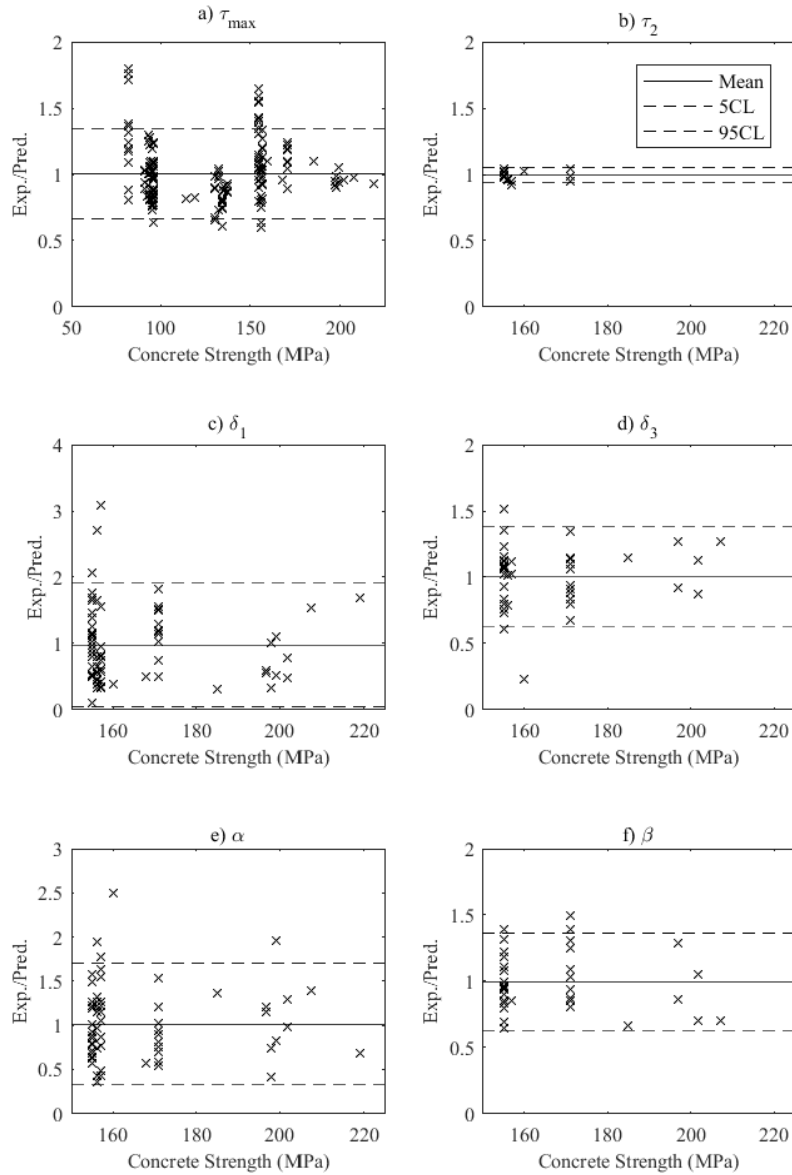 a) τmax
Exp./Pred.
2
1.5
1
0.5
0
50 100 150 200
Concrete Strength (MPa)
b) τ2
Exp./Pred.
2
1.5
1
0.5
0
Mean
5CL
95CL
160 180 200 220
Concrete Strength (MPa)
c) δ1
Exp./Pred.
4
3
2
1
0
160 180 200 220
Concrete Strength (MPa)
d) δ3
Exp./Pred.
2
1.5
1
0.5
0
160 180 200 220
Concrete Strength (MPa)
e) α
Exp./Pred.
3
2.5
2
1.5
1
0.5
0
160 180 200 220
Concrete Strength (MPa)
f) β
Exp./Pred.
2
1.5
1
0.5
0
160 180 200 220
Concrete Strength (MPa)